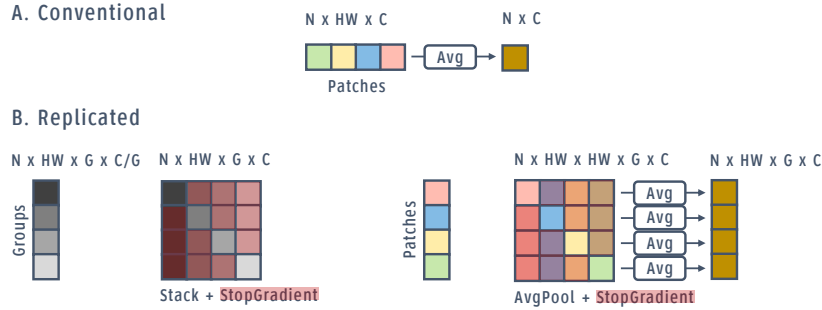 A. Conventional
N x HW x C
N x C
Avg
Patches
B. Replicated
N x HW x G x C/G
N x HW x G x C
N x HW x HW x G x C
N x HW x G x C
Groups
Patches
Avg
Avg
Avg
Avg
Stack + StopGradient
AvgPool + StopGradient